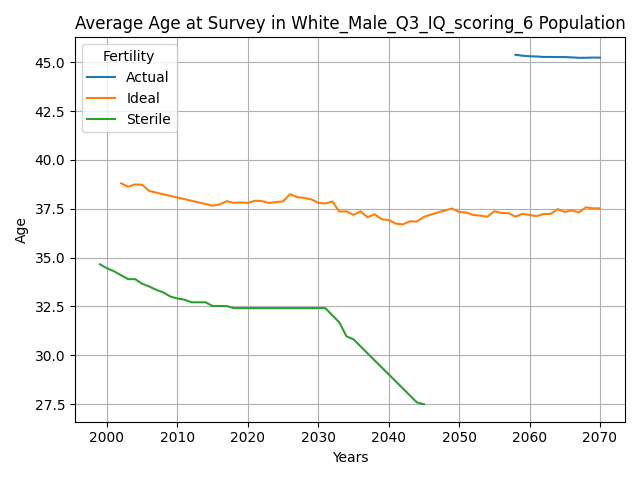 Average Age at Survey in White_Male_Q3_IQ_scoring_6 Population
Fertility
Actual
Ideal
Sterile
45.0
42.5
40.0
37.5
35.0
32.5
30.0
27.5
Age
2000 2010 2020 2030 2040 2050 2060 2070
Years